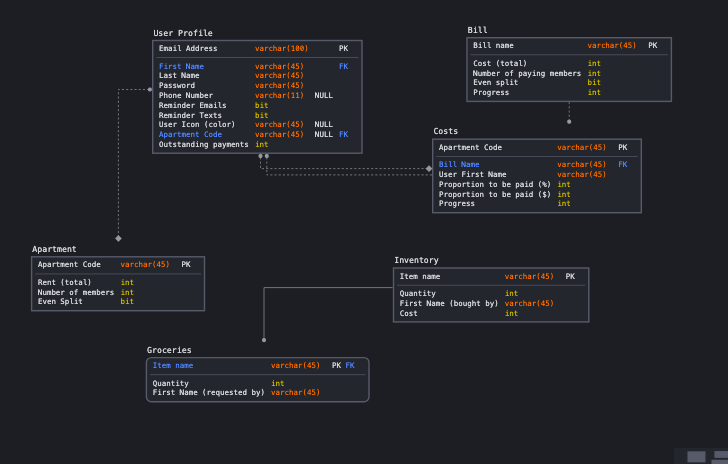 User Profile
Email Address varchar(100) PK
First Name varchar(45) FK
Last Name varchar(45)
Password varchar(45)
Phone Number varchar(11) NULL
Reminder Emails bit
Reminder Texts bit
User Icon (color) varchar(45) NULL
Apartment Code varchar(45) NULL FK
Outstanding payments int
Bill
Bill name varchar(45) PK
Cost (total) int
Number of paying members int
Even split bit
Progress int
Costs
Apartment Code varchar(45) PK
Bill Name varchar(45) FK
User First Name varchar(45)
Proportion to be paid (%) int
Proportion to be paid ($) int
Progress int
Apartment
Apartment Code varchar(45) PK
Rent (total) int
Number of members int
Even Split bit
Inventory
Item name varchar(45) PK
Quantity int
First Name (bought by) varchar(45)
Cost int
Groceries
Item name varchar(45) PK FK
Quantity int
First Name (requested by) varchar(45)